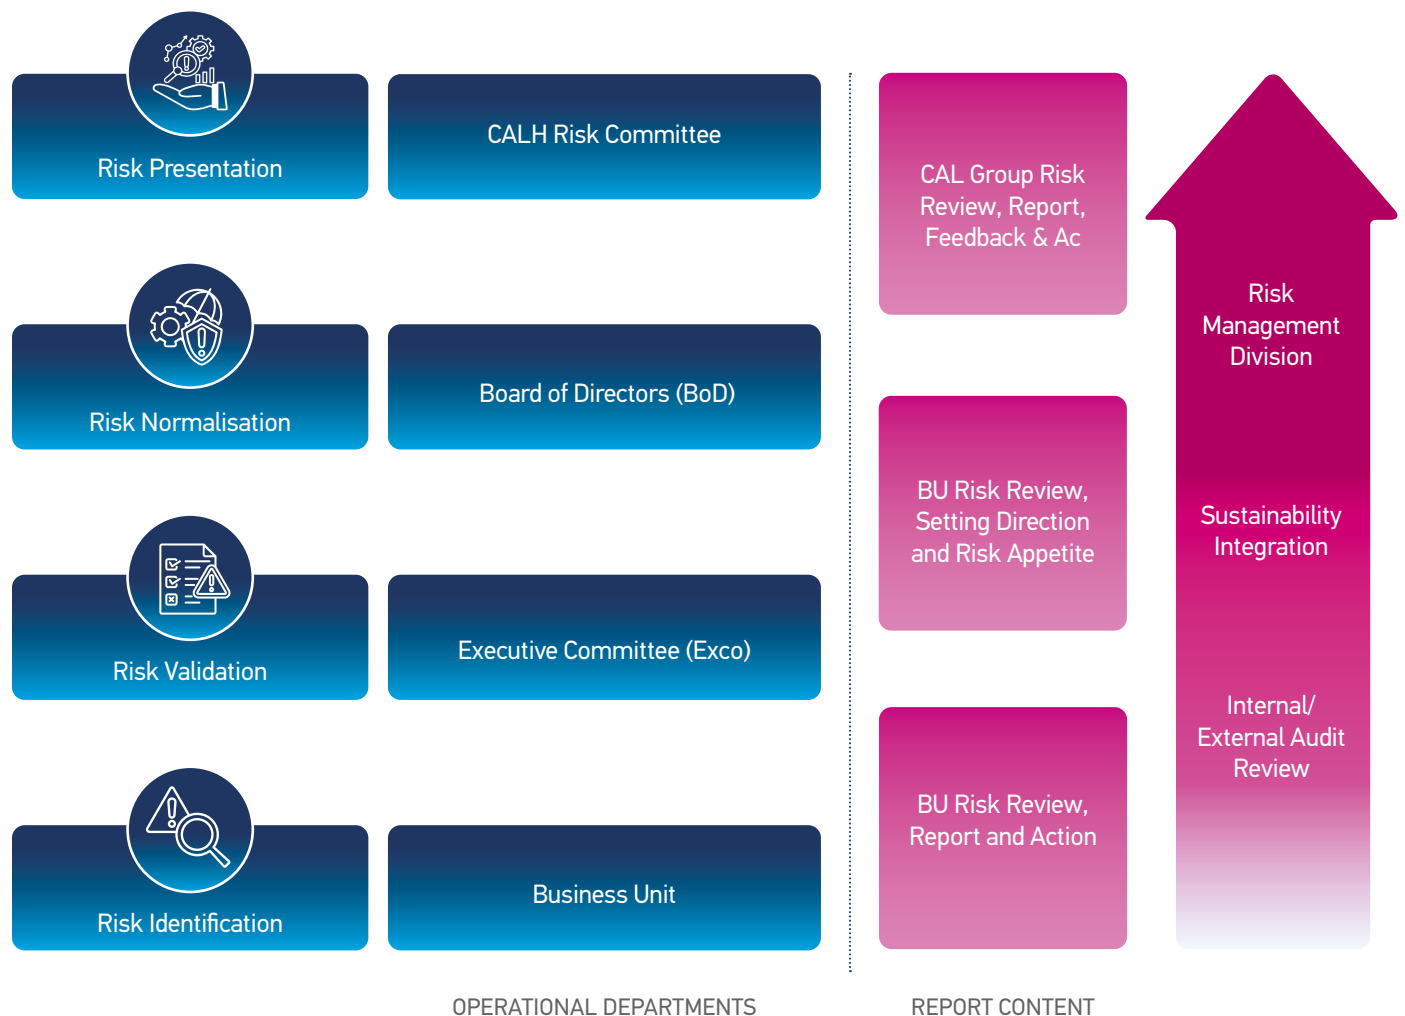 Risk Presentation
CALH Risk Committee
CAL Group Risk
Review, Report,
Feedback & Ac
Risk
Management
Division
Risk Normalisation
Board of Directors (BoD)
BU Risk Review,
Setting Direction
and Risk Appetite
Sustainability
Integration
Risk Validation
Executive Committee (Exco)
Internal/
External Audit
Review
Risk Identification
Business Unit
BU Risk Review,
Report and Action
OPERATIONAL DEPARTMENTS
REPORT CONTENT